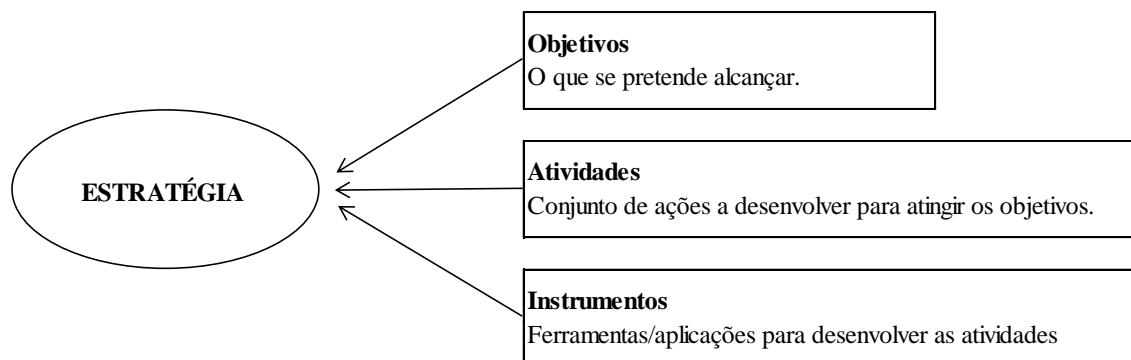 Objetivos
O que se pretende alcançar.
ESTRATÉGIA
Atividades
Conjunto de ações a desenvolver para atingir os objetivos.
Instrumentos
Ferramentas/aplicações para desenvolver as atividades